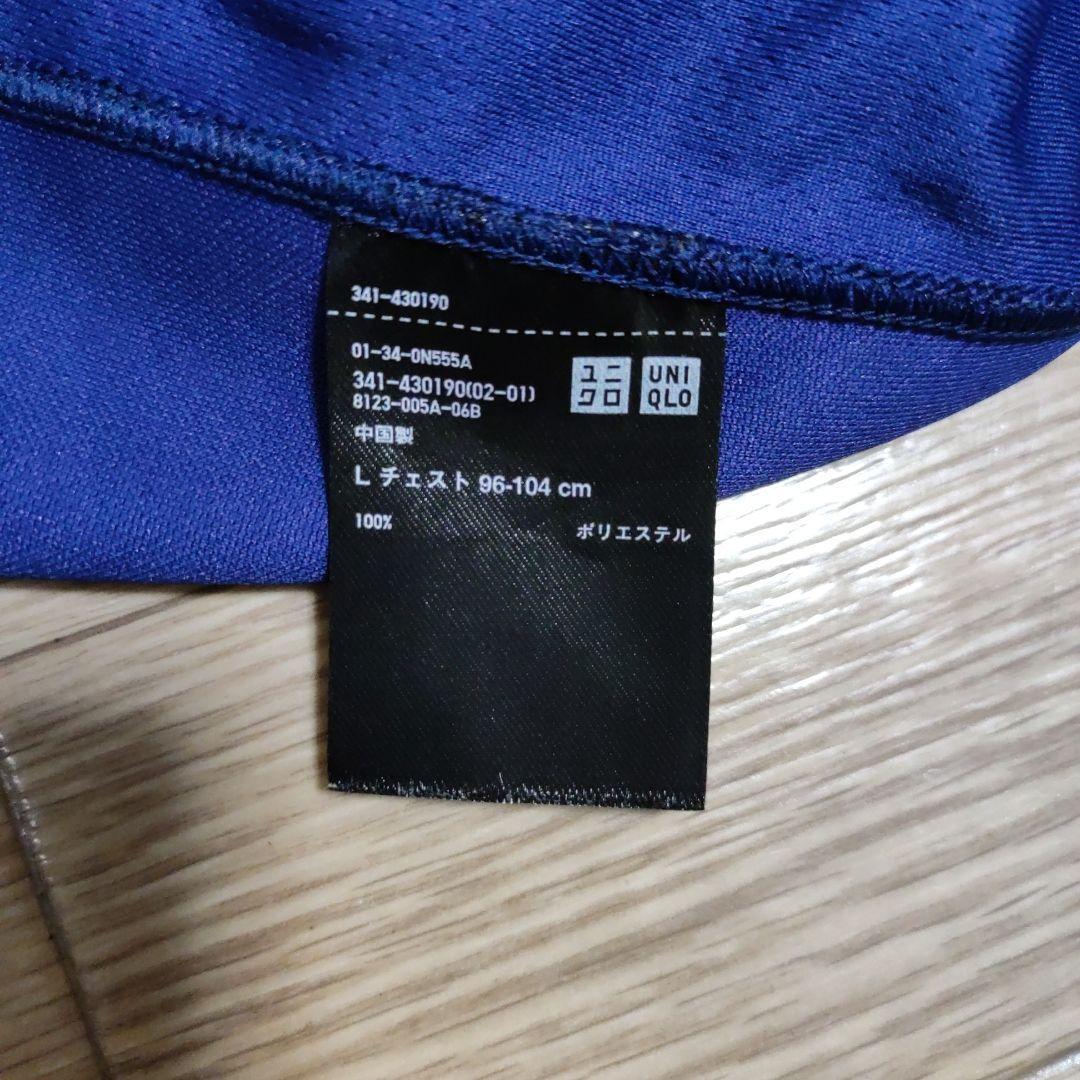 341-430190
01-34-0N555A
341-430190(02-01)
8123-005A-06B
ユニ
クロ
UNI
QLO
中国製
L チェスト 96-104 cm
100% ポリエステル